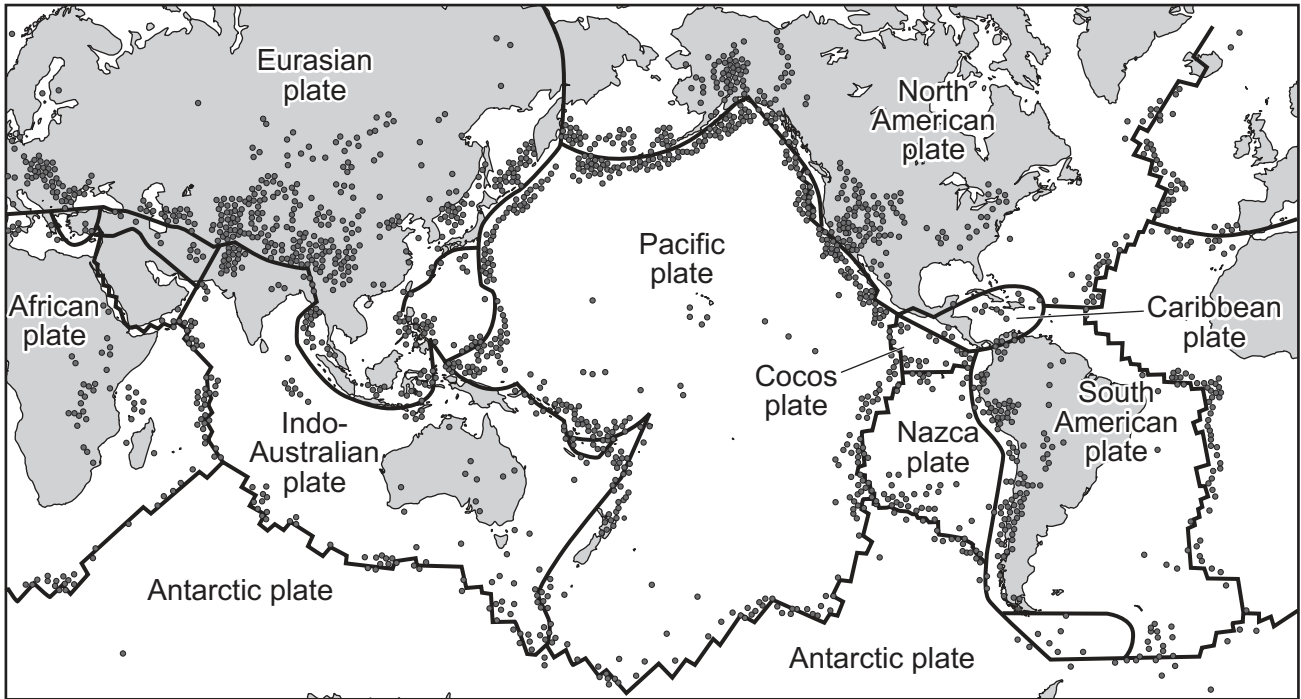 Eurasian
plate
North
American
plate
Pacific
plate
African
plate
Caribbean
plate
Cocos
plate
South
American
plate
Indo-
Australian
plate
Nazca
plate
Antarctic plate
Antarctic plate